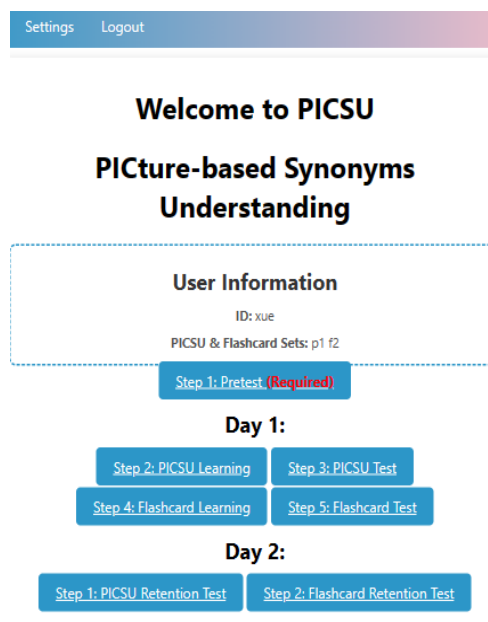 Settings Logout
Welcome to PICSU
PICture-based Synonyms
Understanding
User Information
ID: xue
PICSU & Flashcard Sets: p1 f2
Step 1: Pretest (Required)
Day 1:
Step 2: PICSU Learning Step 3: PICSU Test
Step 4: Flashcard Learning Step 5: Flashcard Test
Day 2:
Step 1: PICSU Retention Test Step 2: Flashcard Retention Test